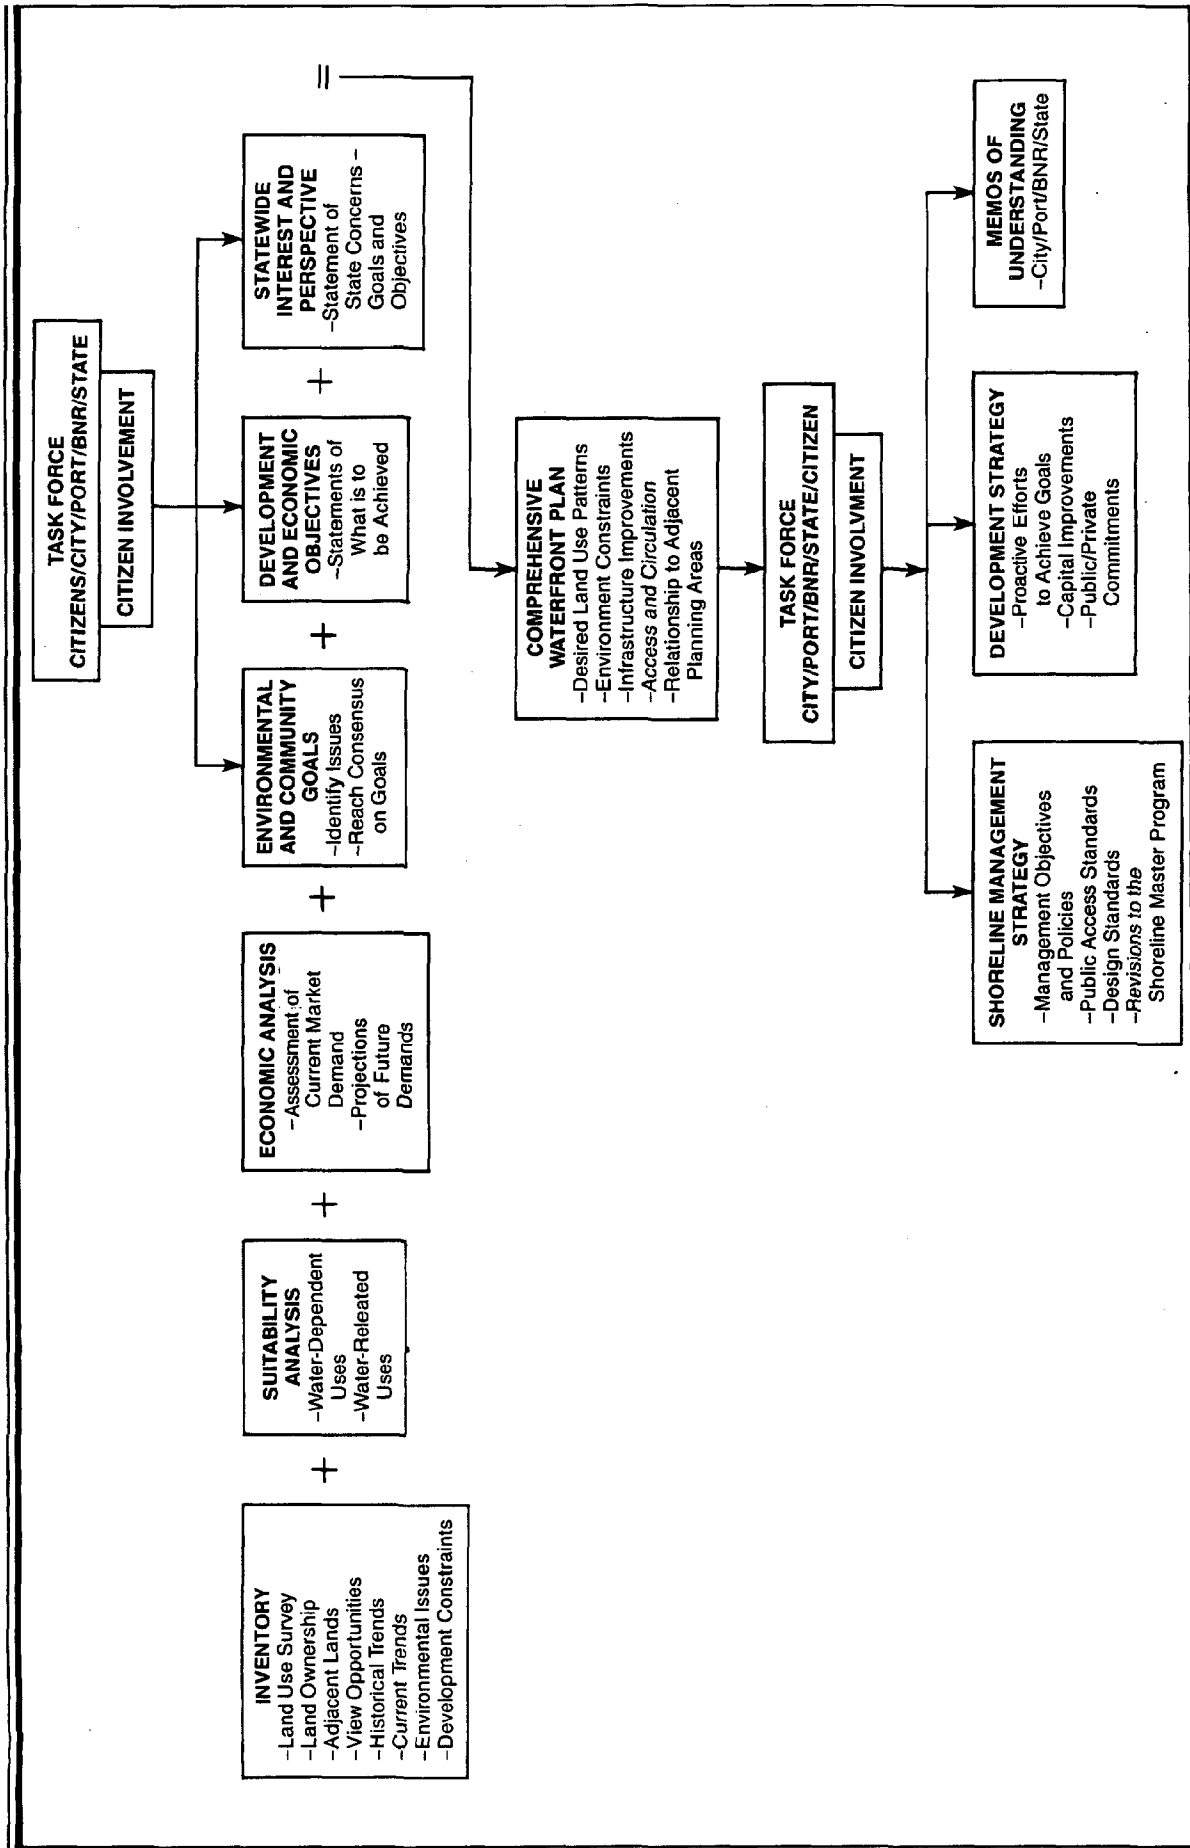 TASK FORCE
CITIZENS/CITY/PORT/BNR/STATE
CITIZEN INVOLVEMENT
INVENTORY
–Land Use Survey
–Land Ownership
–Adjacent Lands
–View Opportunities
–Historical Trends
–Current Trends
–Environmental Issues
–Development Constraints
+
SUITABILITY
ANALYSIS
–Water-Dependent
Uses
–Water-Releated
Uses
+
ECONOMIC ANALYSIS
–Assessment of
Current Market
Demand
–Projections
of Future
Demands
+
ENVIRONMENTAL
AND COMMUNITY
GOALS
–Identify Issues
–Reach Consensus
on Goals
+
DEVELOPMENT
AND ECONOMIC
OBJECTIVES
–Statements of
What is to
be Achieved
+
STATEWIDE
INTEREST AND
PERSPECTIVE
–Statement of
State Concerns –
Goals and
Objectives
=
COMPREHENSIVE
WATERFRONT PLAN
–Desired Land Use Patterns
–Environment Constraints
–Infrastructure Improvements
–Access and Circulation
–Relationship to Adjacent
Planning Areas
TASK FORCE
CITY/PORT/BNR/STATE/CITIZEN
CITIZEN INVOLVMENT
SHORELINE MANAGEMENT
STRATEGY
–Management Objectives
and Policies
–Public Access Standards
–Design Standards
–Revisions to the
Shoreline Master Program
DEVELOPMENT STRATEGY
–Proactive Efforts
to Achieve Goals
–Capital Improvements
–Public/Private
Commitments
MEMOS OF
UNDERSTANDING
–City/Port/BNR/State